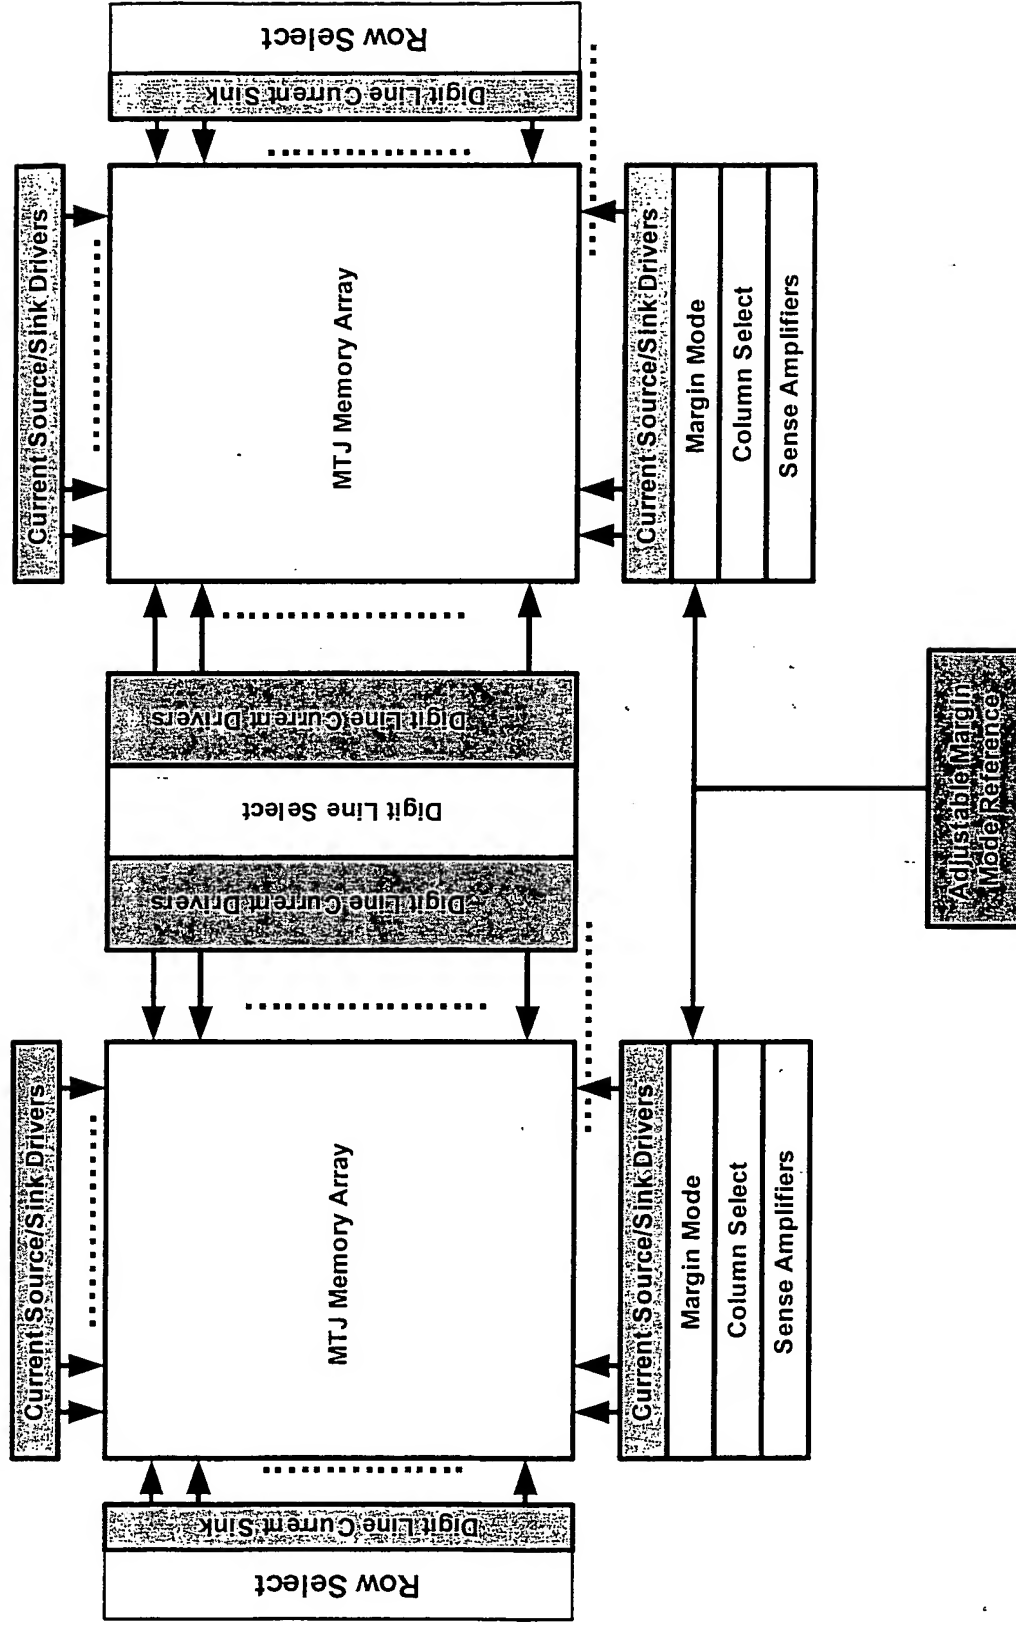 Row Select
Digit Line Current Sink
Current Source/Sink Drivers
MTJ Memory Array
Current Source/Sink Drivers
Margin Mode
Column Select
Sense Amplifiers
Digit Line Current Drivers
Digit Line Select
Digit Line Current Drivers
Adjustable Margin
Mode Reference
Current Source/Sink Drivers
MTJ Memory Array
Current Source/Sink Drivers
Margin Mode
Column Select
Sense Amplifiers
Digit Line Current Sink
Row Select